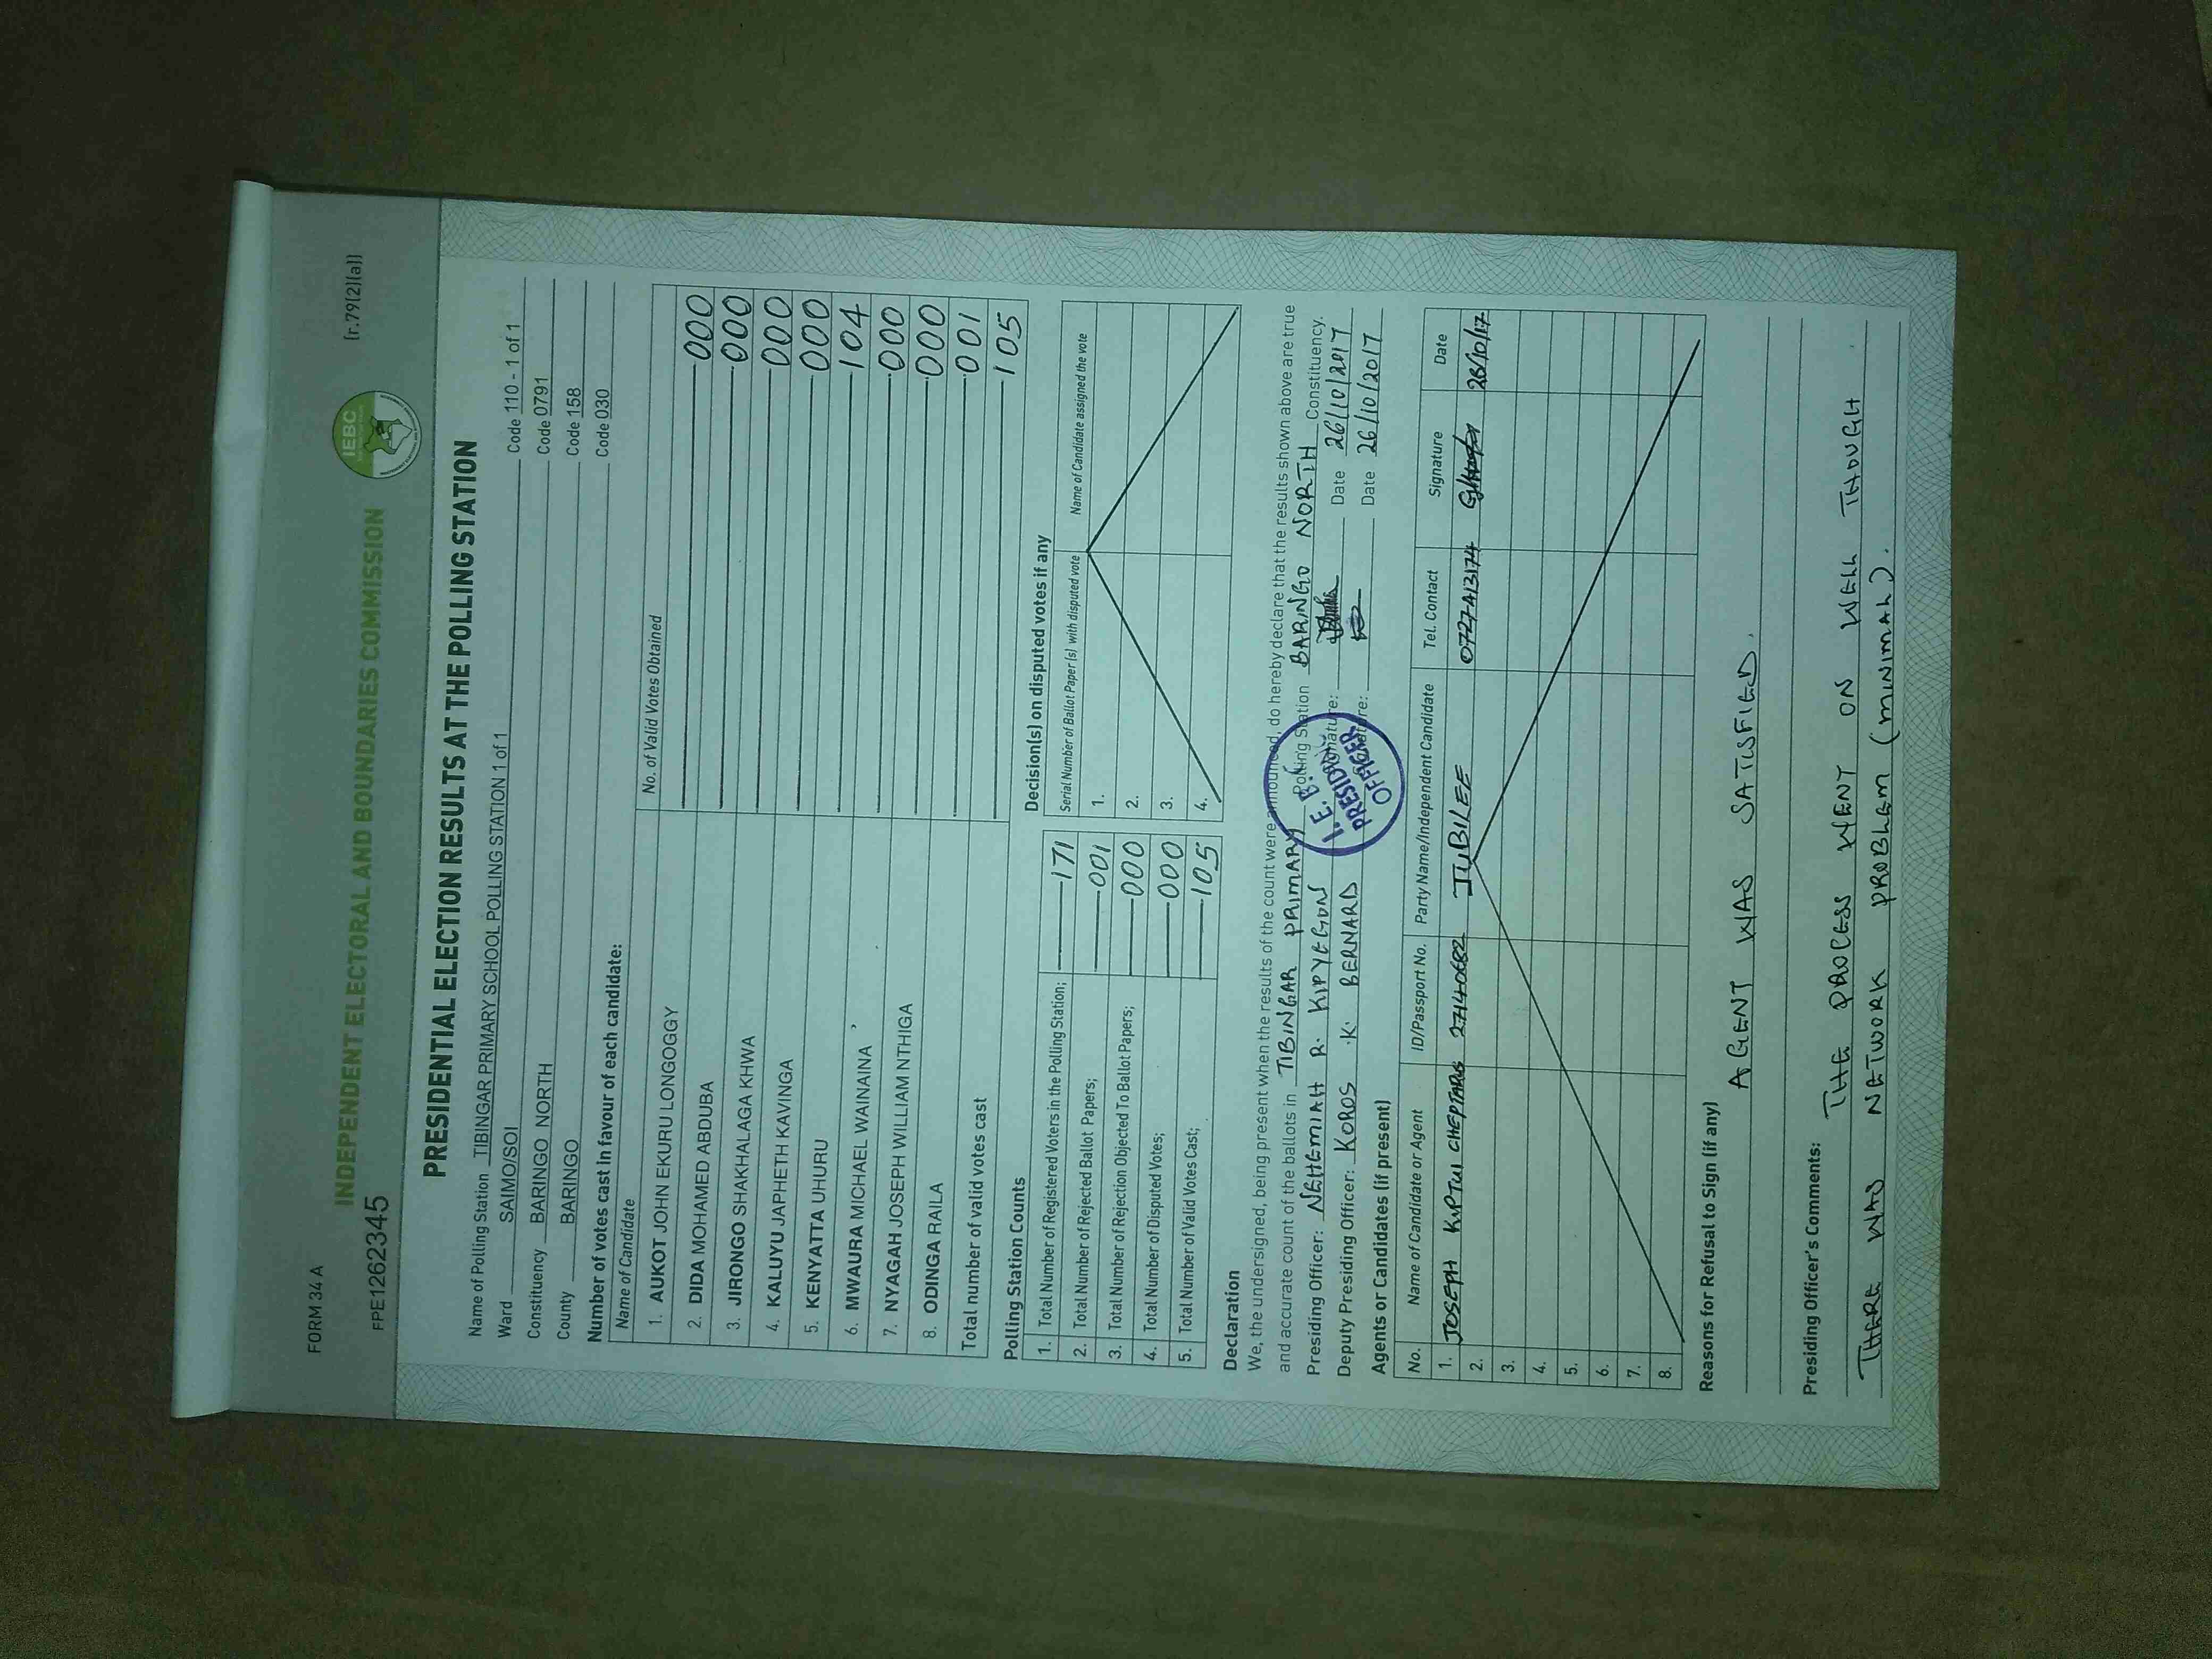 FORM 34 A
IEBC
[r.79(2)(a)]
INDEPENDENT ELECTORAL AND BOUNDARIES COMMISSION
FPE1262345
PRESIDENTIAL ELECTION RESULTS AT THE POLLING STATION
Name of Polling Station TIBINGAR PRIMARY SCHOOL POLLING STATION 1 of 1 Code 110 - 1 of 1
Ward SAIMO/SOI Code 0791
Constituency BARINGO NORTH Code 158
County BARINGO Code 030
Number of votes cast in favour of each candidate:
Name of Candidate No. of Valid Votes Obtained
1. AUKOT JOHN EKURU LONGOGGY 000
2. DIDA MOHAMED ABDUBA 000
3. JIRONGO SHAKHALAGA KHWA 000
4. KALUYU JAPHETH KAVINGA 000
5. KENYATTA UHURU 104
6. MWAURA MICHAEL WAINAINA 000
7. NYAGAH JOSEPH WILLIAM NTHIGA 000
8. ODINGA RAILA 001
Total number of valid votes cast 105
Polling Station Counts
1. Total Number of Registered Voters in the Polling Station; 171
2. Total Number of Rejected Ballot Papers; 001
3. Total Number of Rejection Objected To Ballot Papers; 000
4. Total Number of Disputed Votes; 000
5. Total Number of Valid Votes Cast; 105
Decision(s) on disputed votes if any
Serial Number of Ballot Paper (s) with disputed vote Name of Candidate assigned the vote
1.
2.
3.
4.
Declaration
We, the undersigned, being present when the results of the count were announced, do hereby declare that the results shown above are true
and accurate count of the ballots in TIBINGAR PRIMARY Polling Station BARINGO NORTH Constituency.
Presiding Officer: NEHEMIAH R. KIPYEGON Signature: Date 26/10/2017
Deputy Presiding Officer: KOROS .K. BERNARD Signature: Date 26/10/2017
I.E.B.C
PRESIDING
OFFICER
Agents or Candidates (if present)
No. Name of Candidate or Agent ID/Passport No. Party Name/Independent Candidate Tel. Contact Signature Date
1. JOSEPH KIPTUI JUBILEE 26/10/17
2.
3.
4.
5.
6.
7.
8.
Reasons for Refusal to Sign (if any)
AGENT WAS SATISFIED.
Presiding Officer's Comments:
THE PROCESS WENT ON WELL THOUGH
THERE WAS NETWORK PROBLEM (MINIMAL).